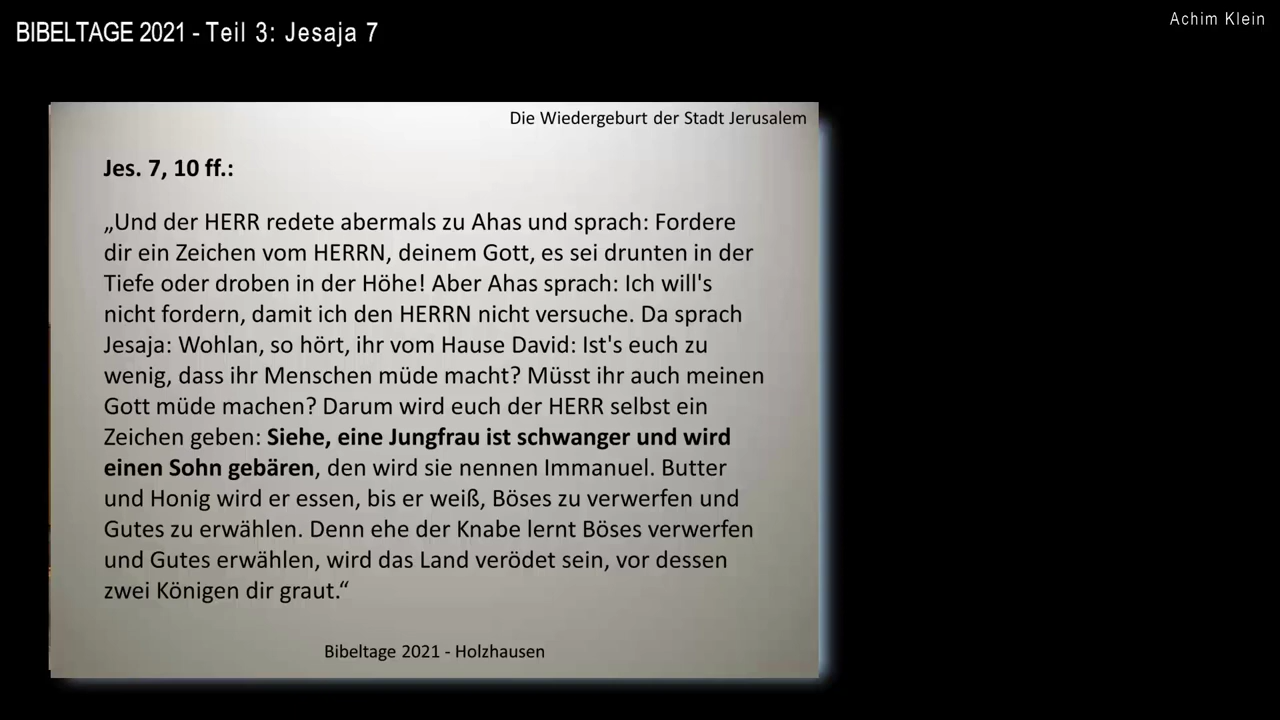 BIBELTAGE 2021 - Teil 3: Jesaja 7
Achim Klein
Die Wiedergeburt der Stadt Jerusalem
Jes. 7, 10 ff.:
„Und der HERR redete abermals zu Ahas und sprach: Fordere
dir ein Zeichen vom HERRN, deinem Gott, es sei drunten in der
Tiefe oder droben in der Höhe! Aber Ahas sprach: Ich will's
nicht fordern, damit ich den HERRN nicht versuche. Da sprach
Jesaja: Wohlan, so hört, ihr vom Hause David: Ist's euch zu
wenig, dass ihr Menschen müde macht? Müsst ihr auch meinen
Gott müde machen? Darum wird euch der HERR selbst ein
Zeichen geben: Siehe, eine Jungfrau ist schwanger und wird
einen Sohn gebären, den wird sie nennen Immanuel. Butter
und Honig wird er essen, bis er weiß, Böses zu verwerfen und
Gutes zu erwählen. Denn ehe der Knabe lernt Böses verwerfen
und Gutes erwählen, wird das Land verödet sein, vor dessen
zwei Königen dir graut.“
Bibeltage 2021 - Holzhausen